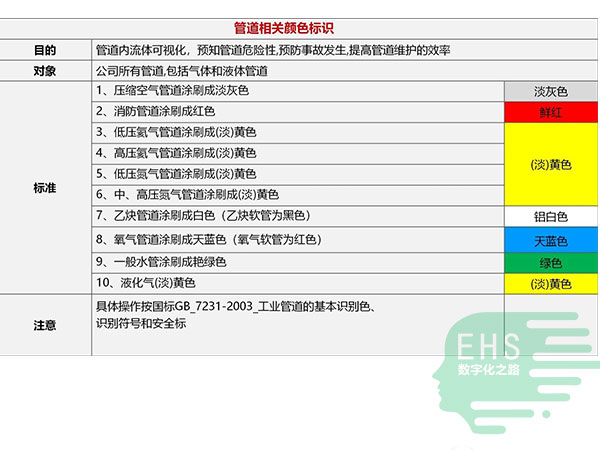 管道相关颜色标识
目的 管道内流体可视化，预知管道危险性,预防事故发生,提高管道维护的效率
对象 公司所有管道,包括气体和液体管道
标准
1、压缩空气管道涂刷成淡灰色 淡灰色
2、消防管道涂刷成红色 鲜红
3、低压氦气管道涂刷成(淡)黄色
4、高压氦气管道涂刷成(淡)黄色
5、低压氮气管道涂刷成(淡)黄色
6、中、高压氮气管道涂刷成(淡)黄色
(淡)黄色
7、乙炔管道涂刷成白色（乙炔软管为黑色） 铝白色
8、氧气管道涂刷成天蓝色（氧气软管为红色） 天蓝色
9、一般水管涂刷成艳绿色 绿色
10、液化气(淡)黄色 (淡)黄色
注意
具体操作按国标GB_7231-2003_工业管道的基本识别色、
识别符号和安全标
EHS
数字化之路